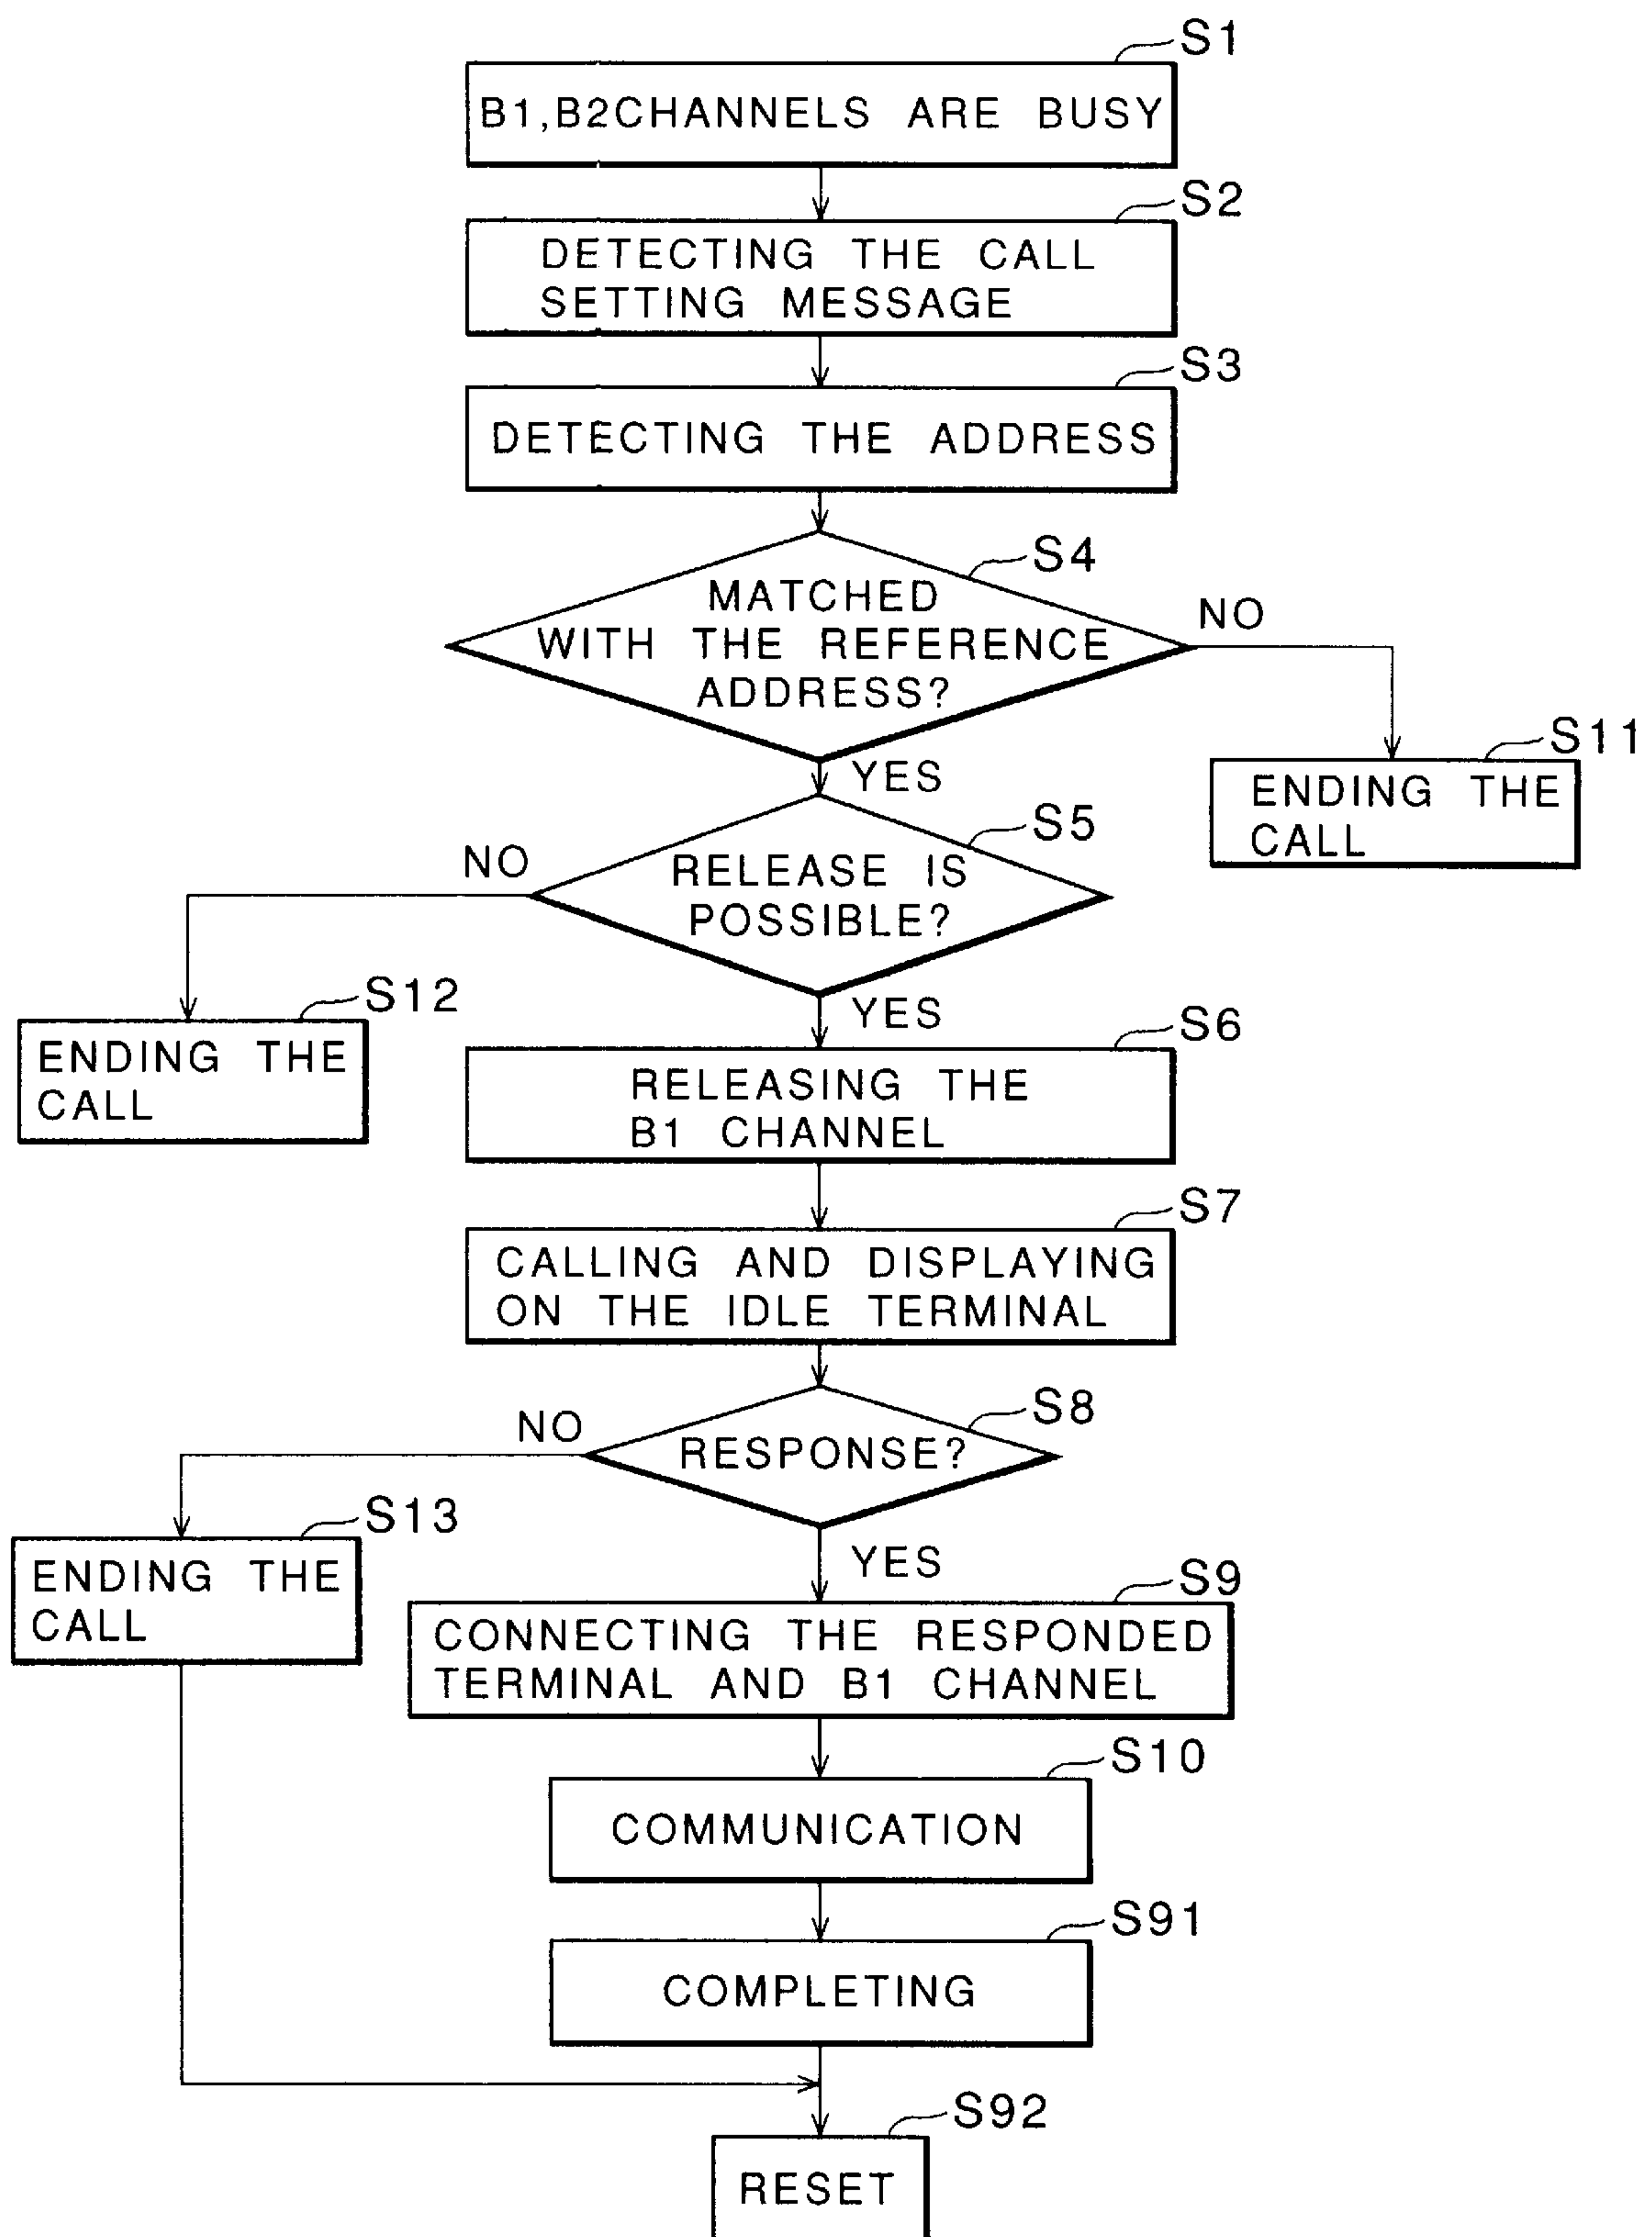 S1
B1,B2CHANNELS ARE BUSY
S2
DETECTING THE CALL
SETTING MESSAGE
S3
DETECTING THE ADDRESS
S4
MATCHED
WITH THE REFERENCE
ADDRESS?
NO
YES
S11
ENDING THE
CALL
S5
RELEASE IS
POSSIBLE?
NO
YES
S12
ENDING THE
CALL
S6
RELEASING THE
B1 CHANNEL
S7
CALLING AND DISPLAYING
ON THE IDLE TERMINAL
S8
RESPONSE?
NO
YES
S13
ENDING THE
CALL
S9
CONNECTING THE RESPONDED
TERMINAL AND B1 CHANNEL
S10
COMMUNICATION
S91
COMPLETING
S92
RESET